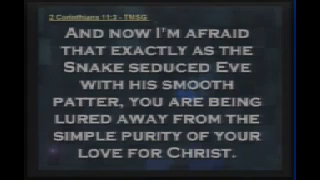 2 Corinthians 11:3 - TMSG
And now I'm afraid
that exactly as the
Snake seduced Eve
with his smooth
patter, you are being
lured away from the
simple purity of your
love for Christ.